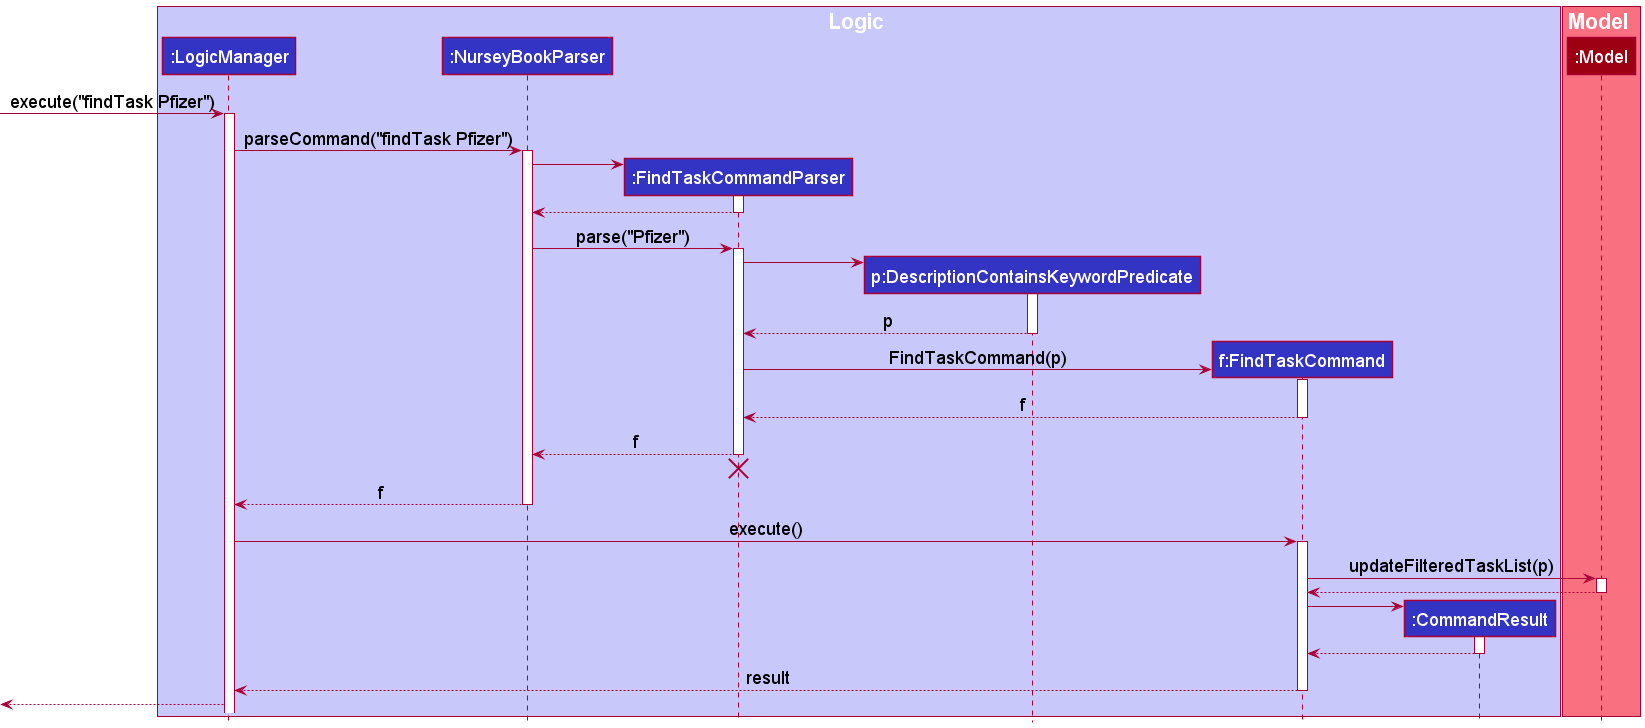 Logic
Model
:LogicManager
:NurseyBookParser
:Model
execute("findTask Pfizer")
parseCommand("findTask Pfizer")
:FindTaskCommandParser
parse("Pfizer")
p:DescriptionContainsKeywordPredicate
p
FindTaskCommand(p)
f:FindTaskCommand
f
f
f
execute()
updateFilteredTaskList(p)
:CommandResult
result